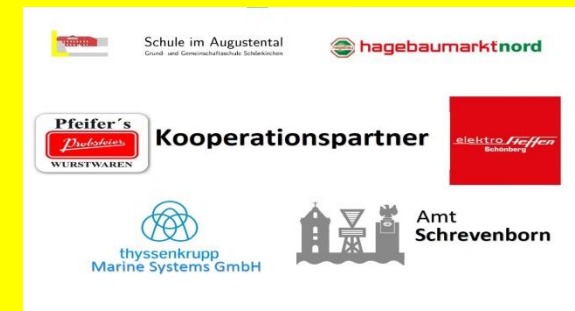 Schule im Augustental
Grund- und Gemeinschaftsschule Schönkirchen
hagebaumarktnord
Pfeifer´s
Probsteier
WURSTWAREN
Kooperationspartner
elektro Steffen
Schönberg
thyssenkrupp
Marine Systems GmbH
Amt
Schrevenborn